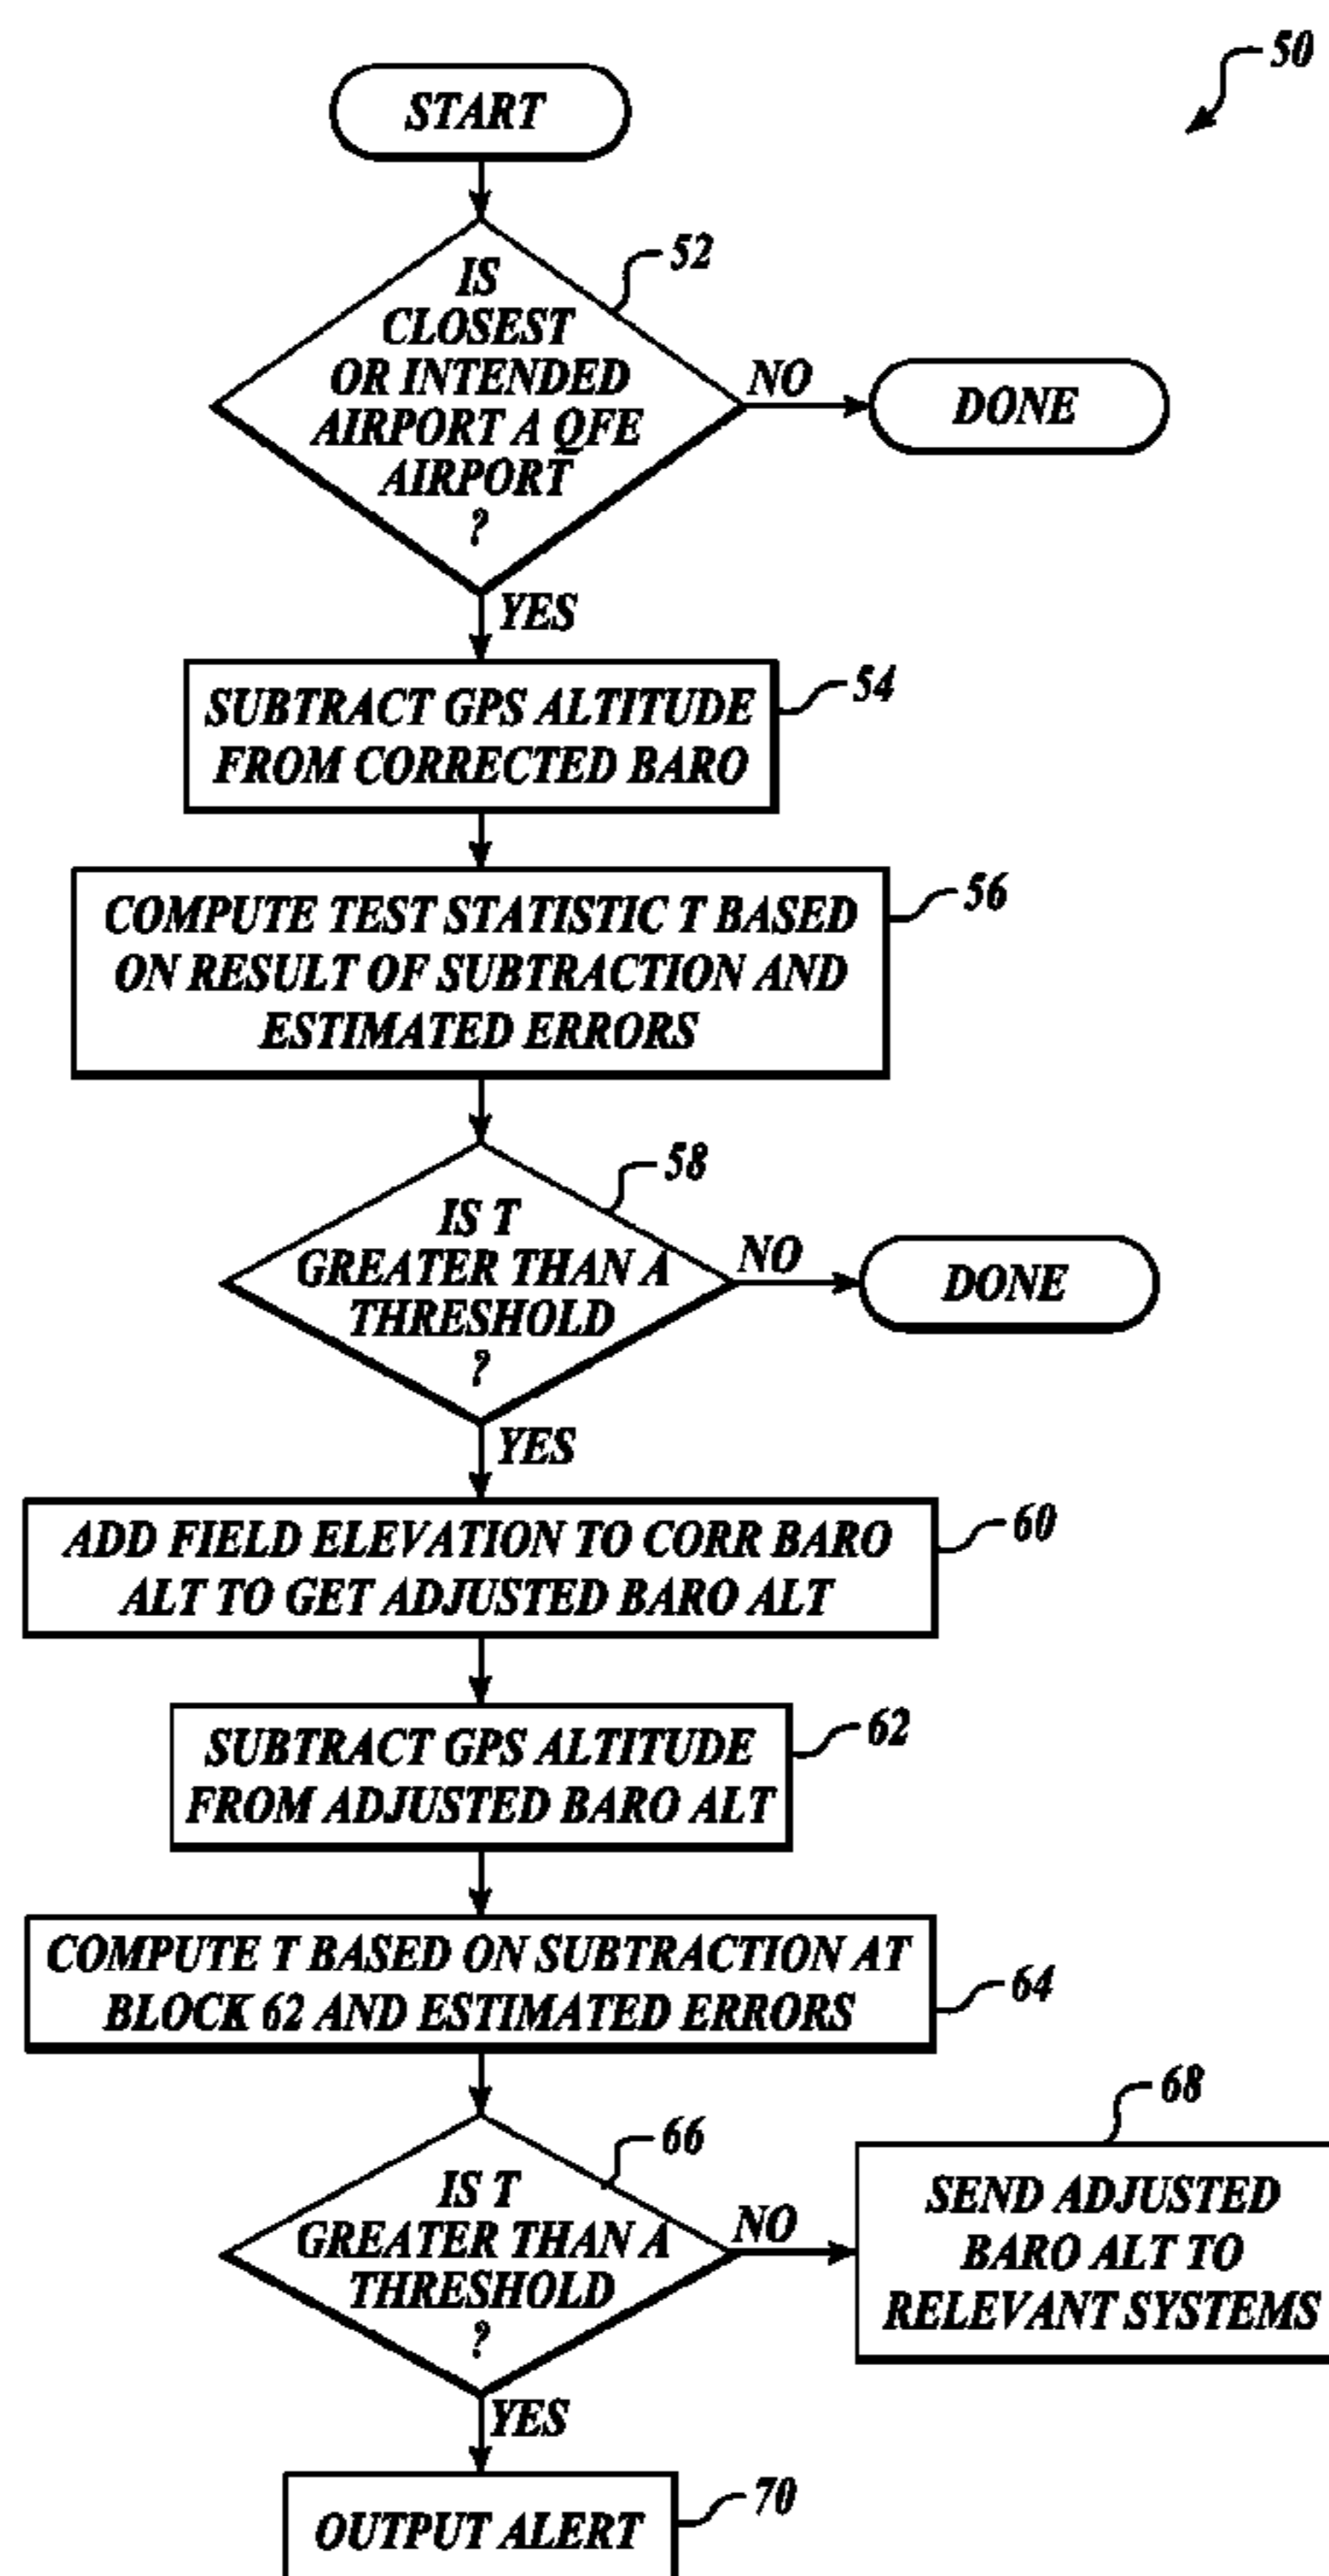 50
START
52
IS
CLOSEST
OR INTENDED
AIRPORT A QFE
AIRPORT
?
NO
DONE
YES
54
SUBTRACT GPS ALTITUDE
FROM CORRECTED BARO
56
COMPUTE TEST STATISTIC T BASED
ON RESULT OF SUBTRACTION AND
ESTIMATED ERRORS
58
IS T
GREATER THAN A
THRESHOLD
?
NO
DONE
YES
60
ADD FIELD ELEVATION TO CORR BARO
ALT TO GET ADJUSTED BARO ALT
62
SUBTRACT GPS ALTITUDE
FROM ADJUSTED BARO ALT
64
COMPUTE T BASED ON SUBTRACTION AT
BLOCK 62 AND ESTIMATED ERRORS
66
IS T
GREATER THAN A
THRESHOLD
?
NO
68
SEND ADJUSTED
BARO ALT TO
RELEVANT SYSTEMS
YES
70
OUTPUT ALERT